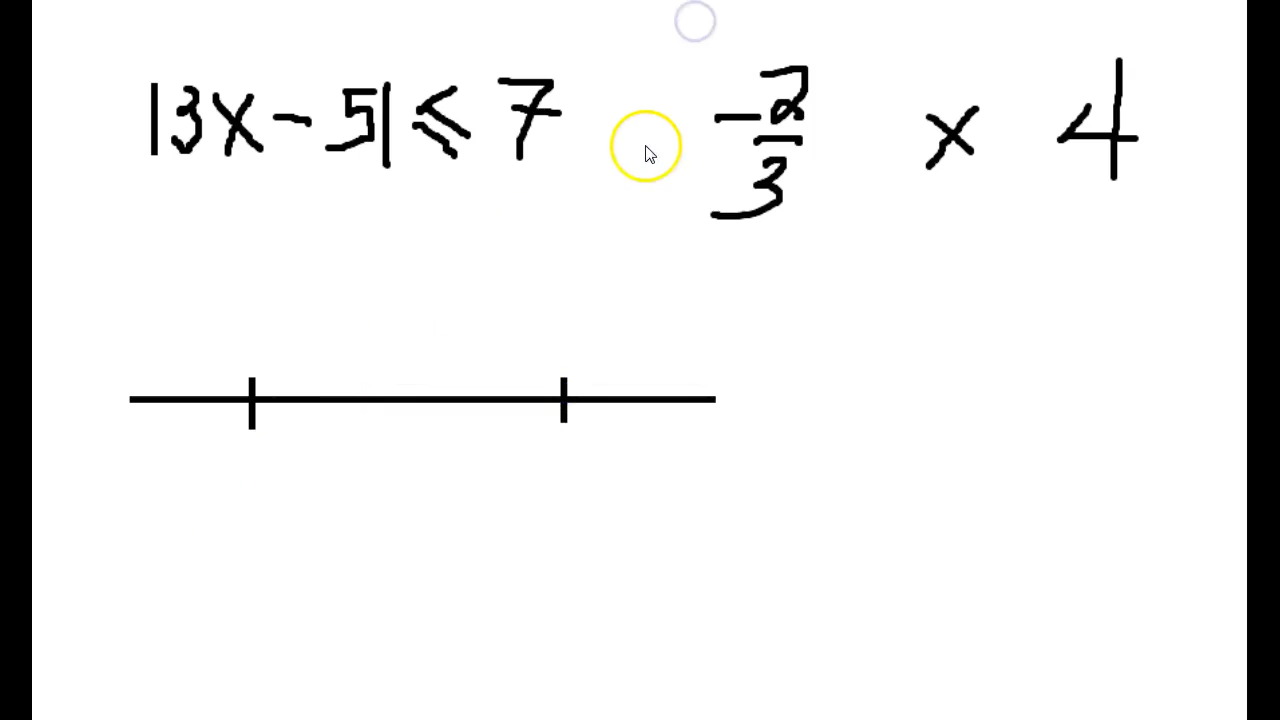 |3x - 5| ≤ 7 -2/3 x 4